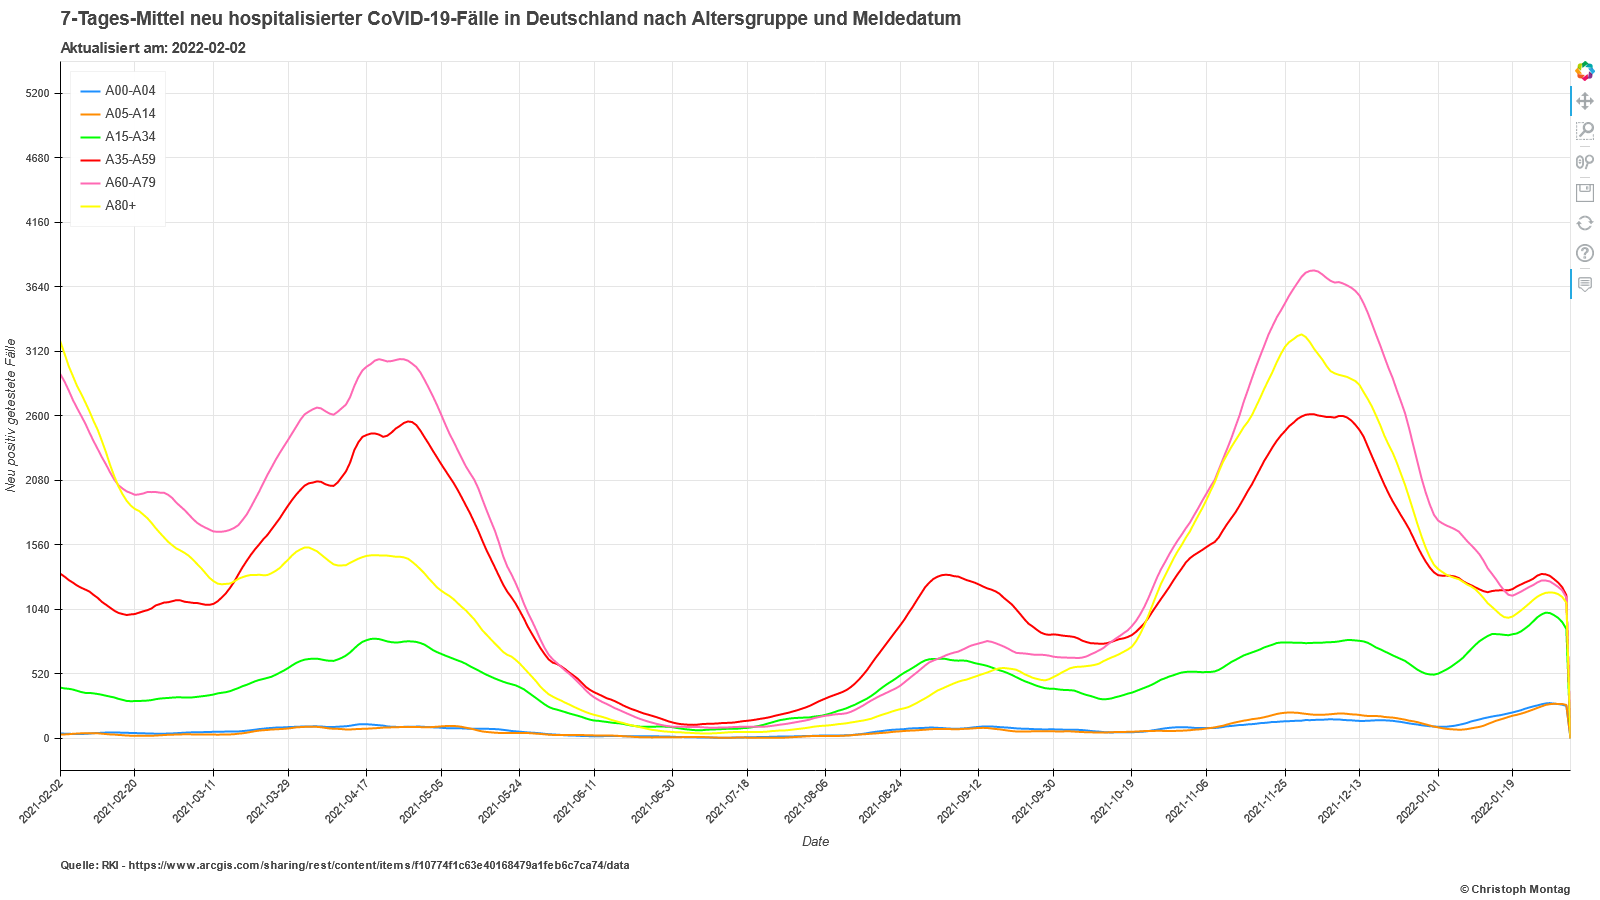 7-Tages-Mittel neu hospitalisierter CoVID-19-Fälle in Deutschland nach Altersgruppe und Meldedatum
Aktualisiert am: 2022-02-02
A00-A04
A05-A14
A15-A34
A35-A59
A60-A79
A80+
5200
4680
4160
3640
3120
2600
2080
1560
1040
520
0
Neu positiv getestete Fälle
2021-02-02
2021-02-20
2021-03-11
2021-03-29
2021-04-17
2021-05-05
2021-05-24
2021-06-11
2021-06-30
2021-07-18
2021-08-06
2021-08-24
2021-09-12
2021-09-30
2021-10-19
2021-11-06
2021-11-25
2021-12-13
2022-01-01
2022-01-19
Date
Quelle: RKI - https://www.arcgis.com/sharing/rest/content/items/f10774f1c63e40168479a1feb6c7ca74/data
© Christoph Montag